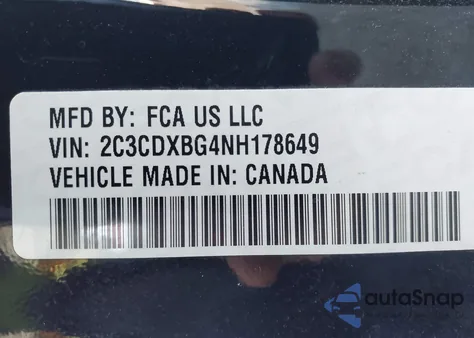 MFD BY: FCA US LLC
VIN: 2C3CDXBG4NH178649
VEHICLE MADE IN: CANADA
autoSnap